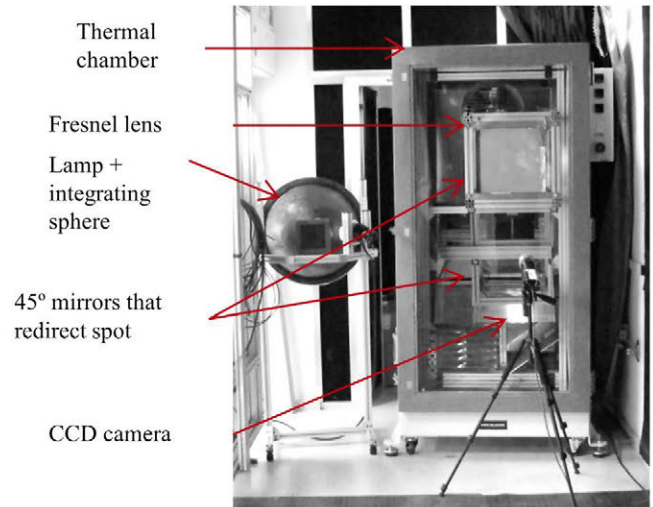 Thermal
chamber
Fresnel lens
Lamp +
integrating
sphere
45º mirrors that
redirect spot
CCD camera